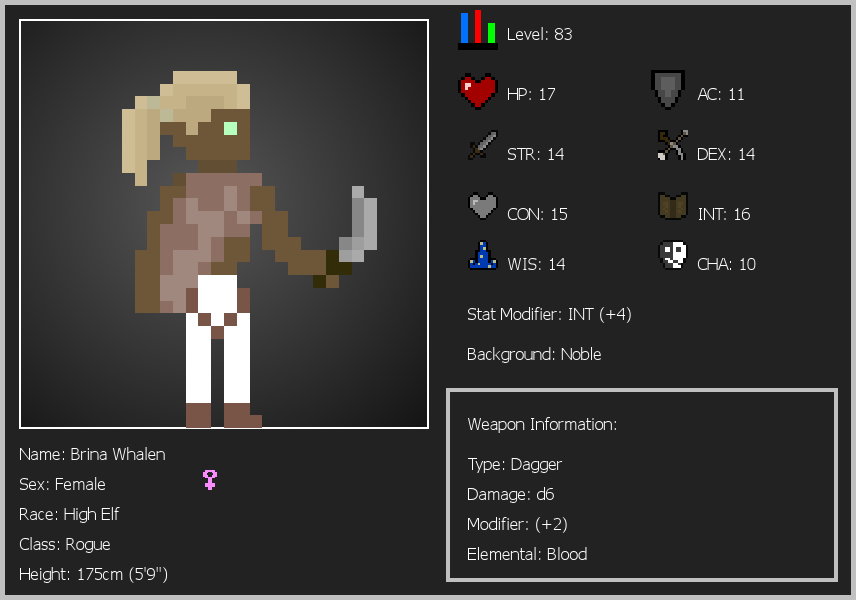 Level: 83
HP: 17
AC: 11
STR: 14
DEX: 14
CON: 15
INT: 16
WIS: 14
CHA: 10
Stat Modifier: INT (+4)
Background: Noble
Weapon Information:
Type: Dagger
Damage: d6
Modifier: (+2)
Elemental: Blood
Name: Brina Whalen
Sex: Female
Race: High Elf
Class: Rogue
Height: 175cm (5'9")